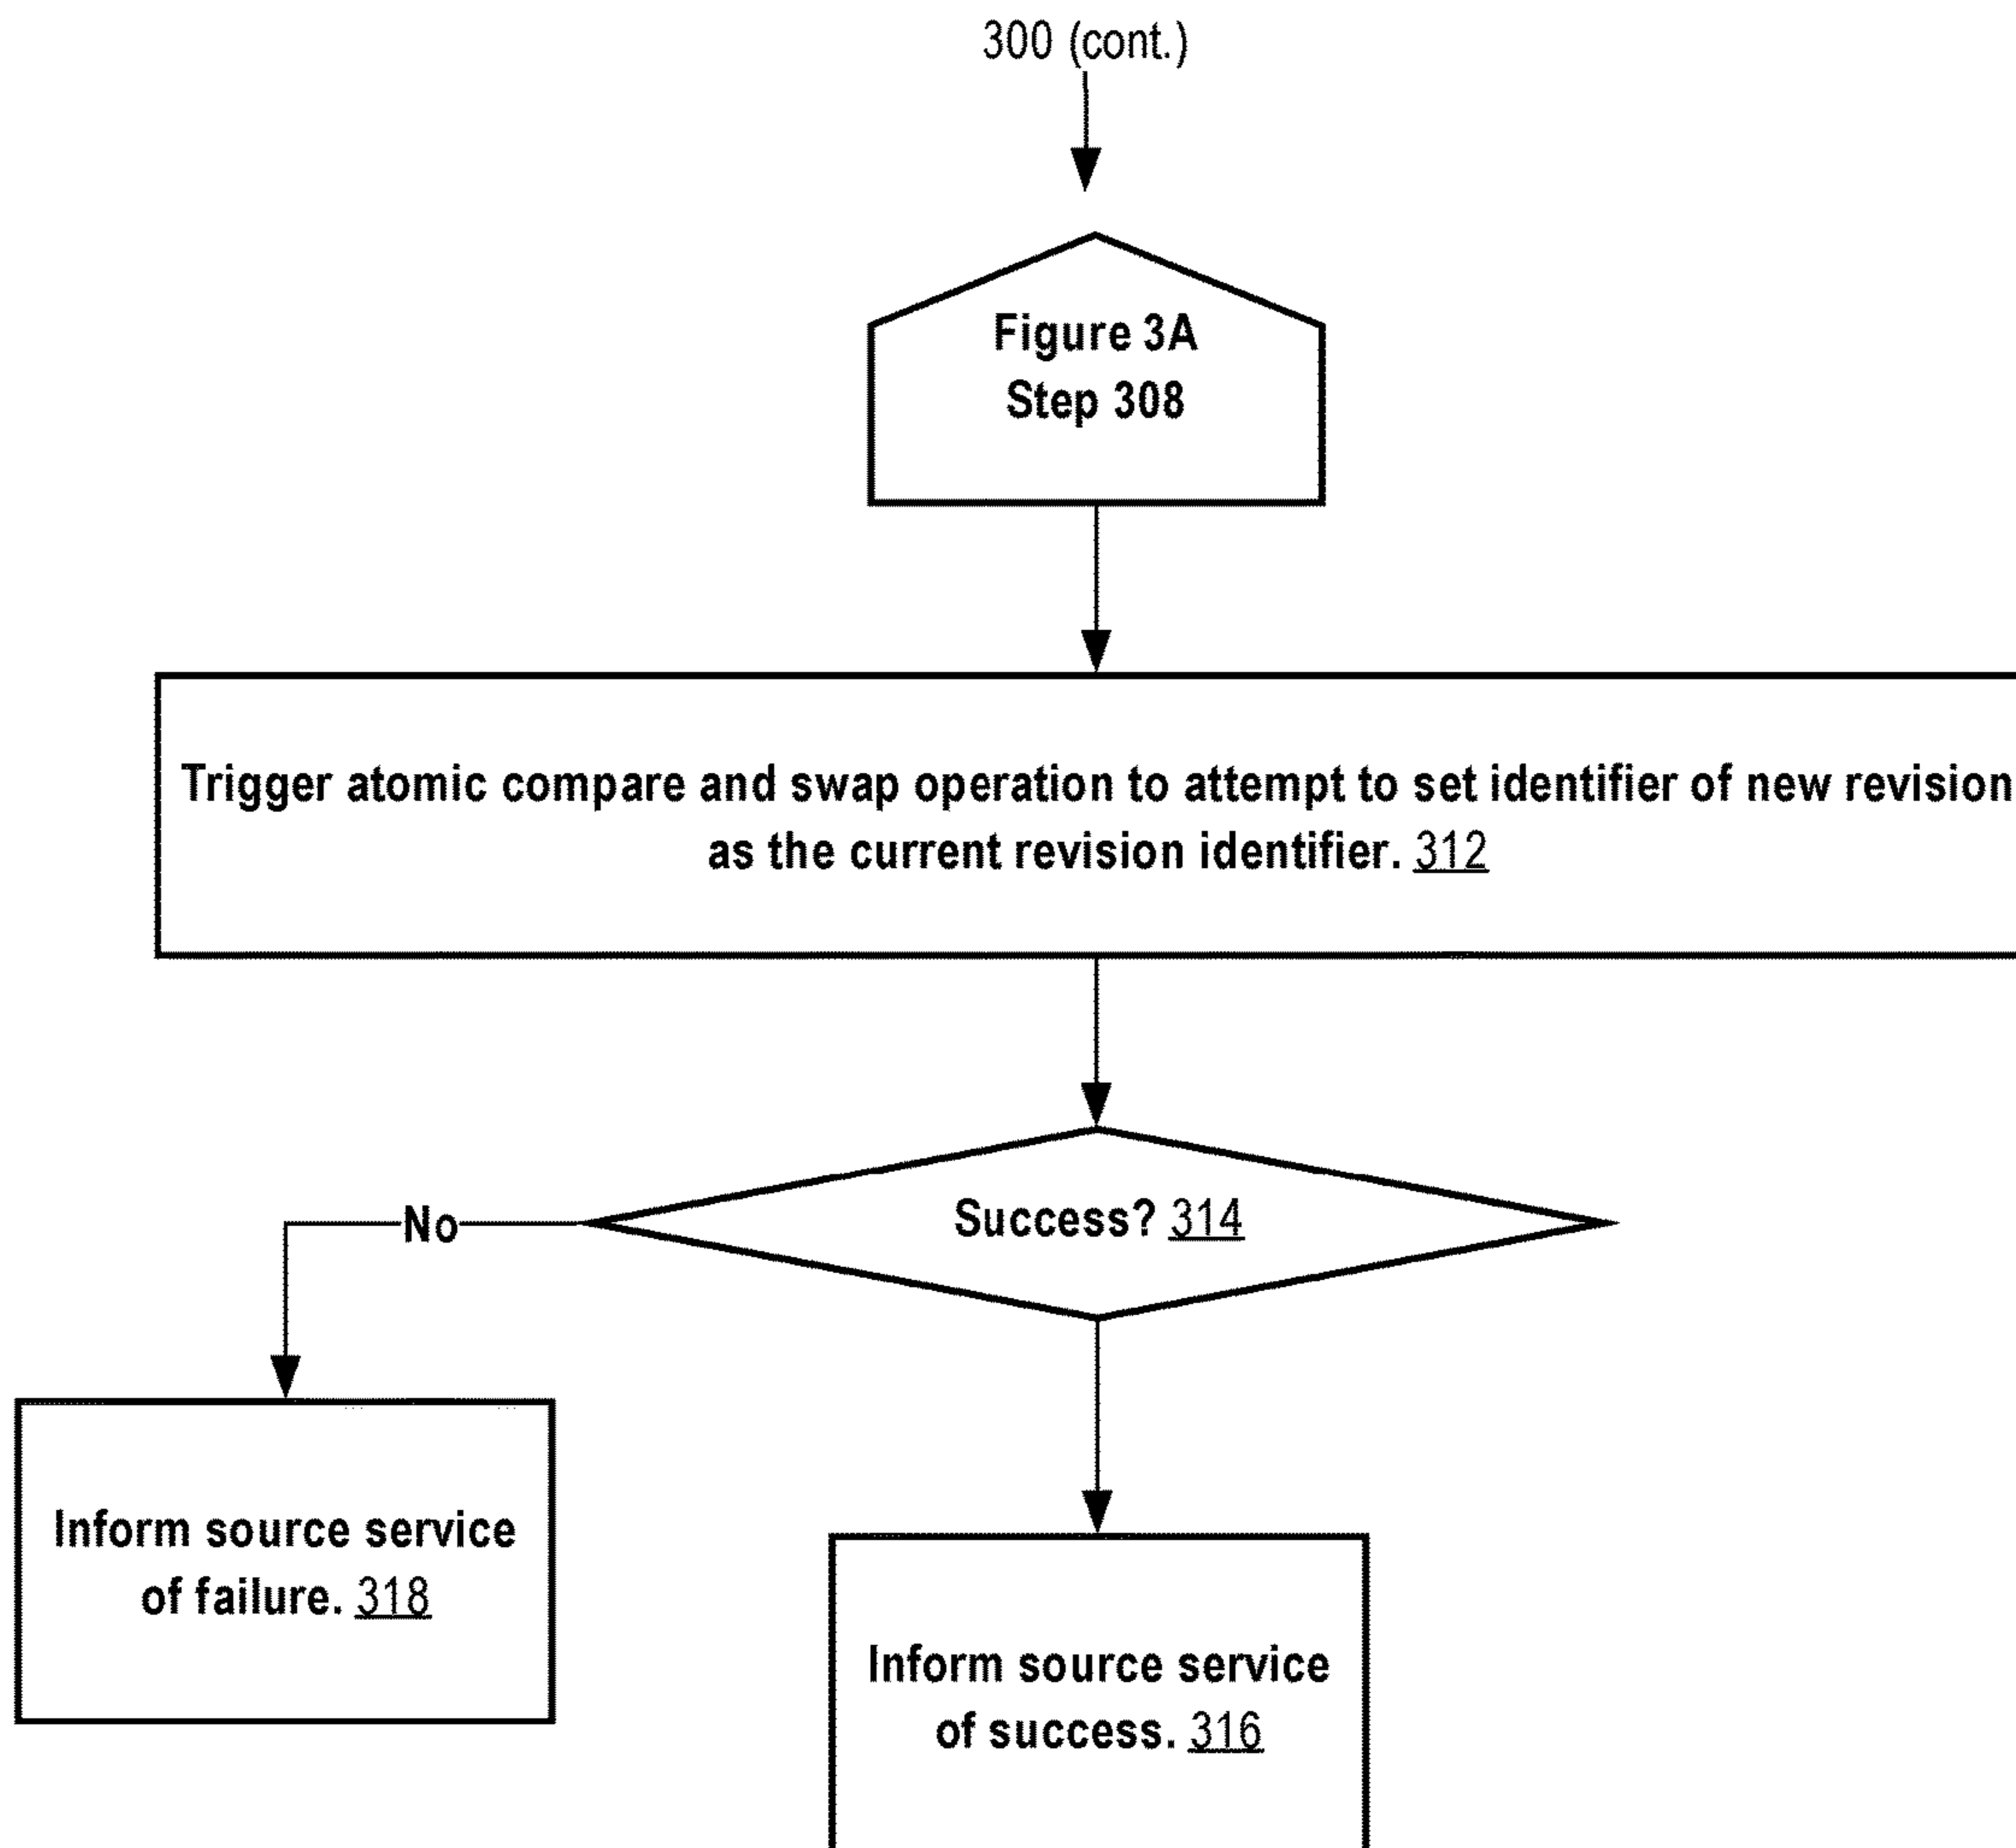 300 (cont.)
Figure 3A
Step 308
Trigger atomic compare and swap operation to attempt to set identifier of new revision
as the current revision identifier. 312
Success? 314
No
Inform source service
of failure. 318
Inform source service
of success. 316